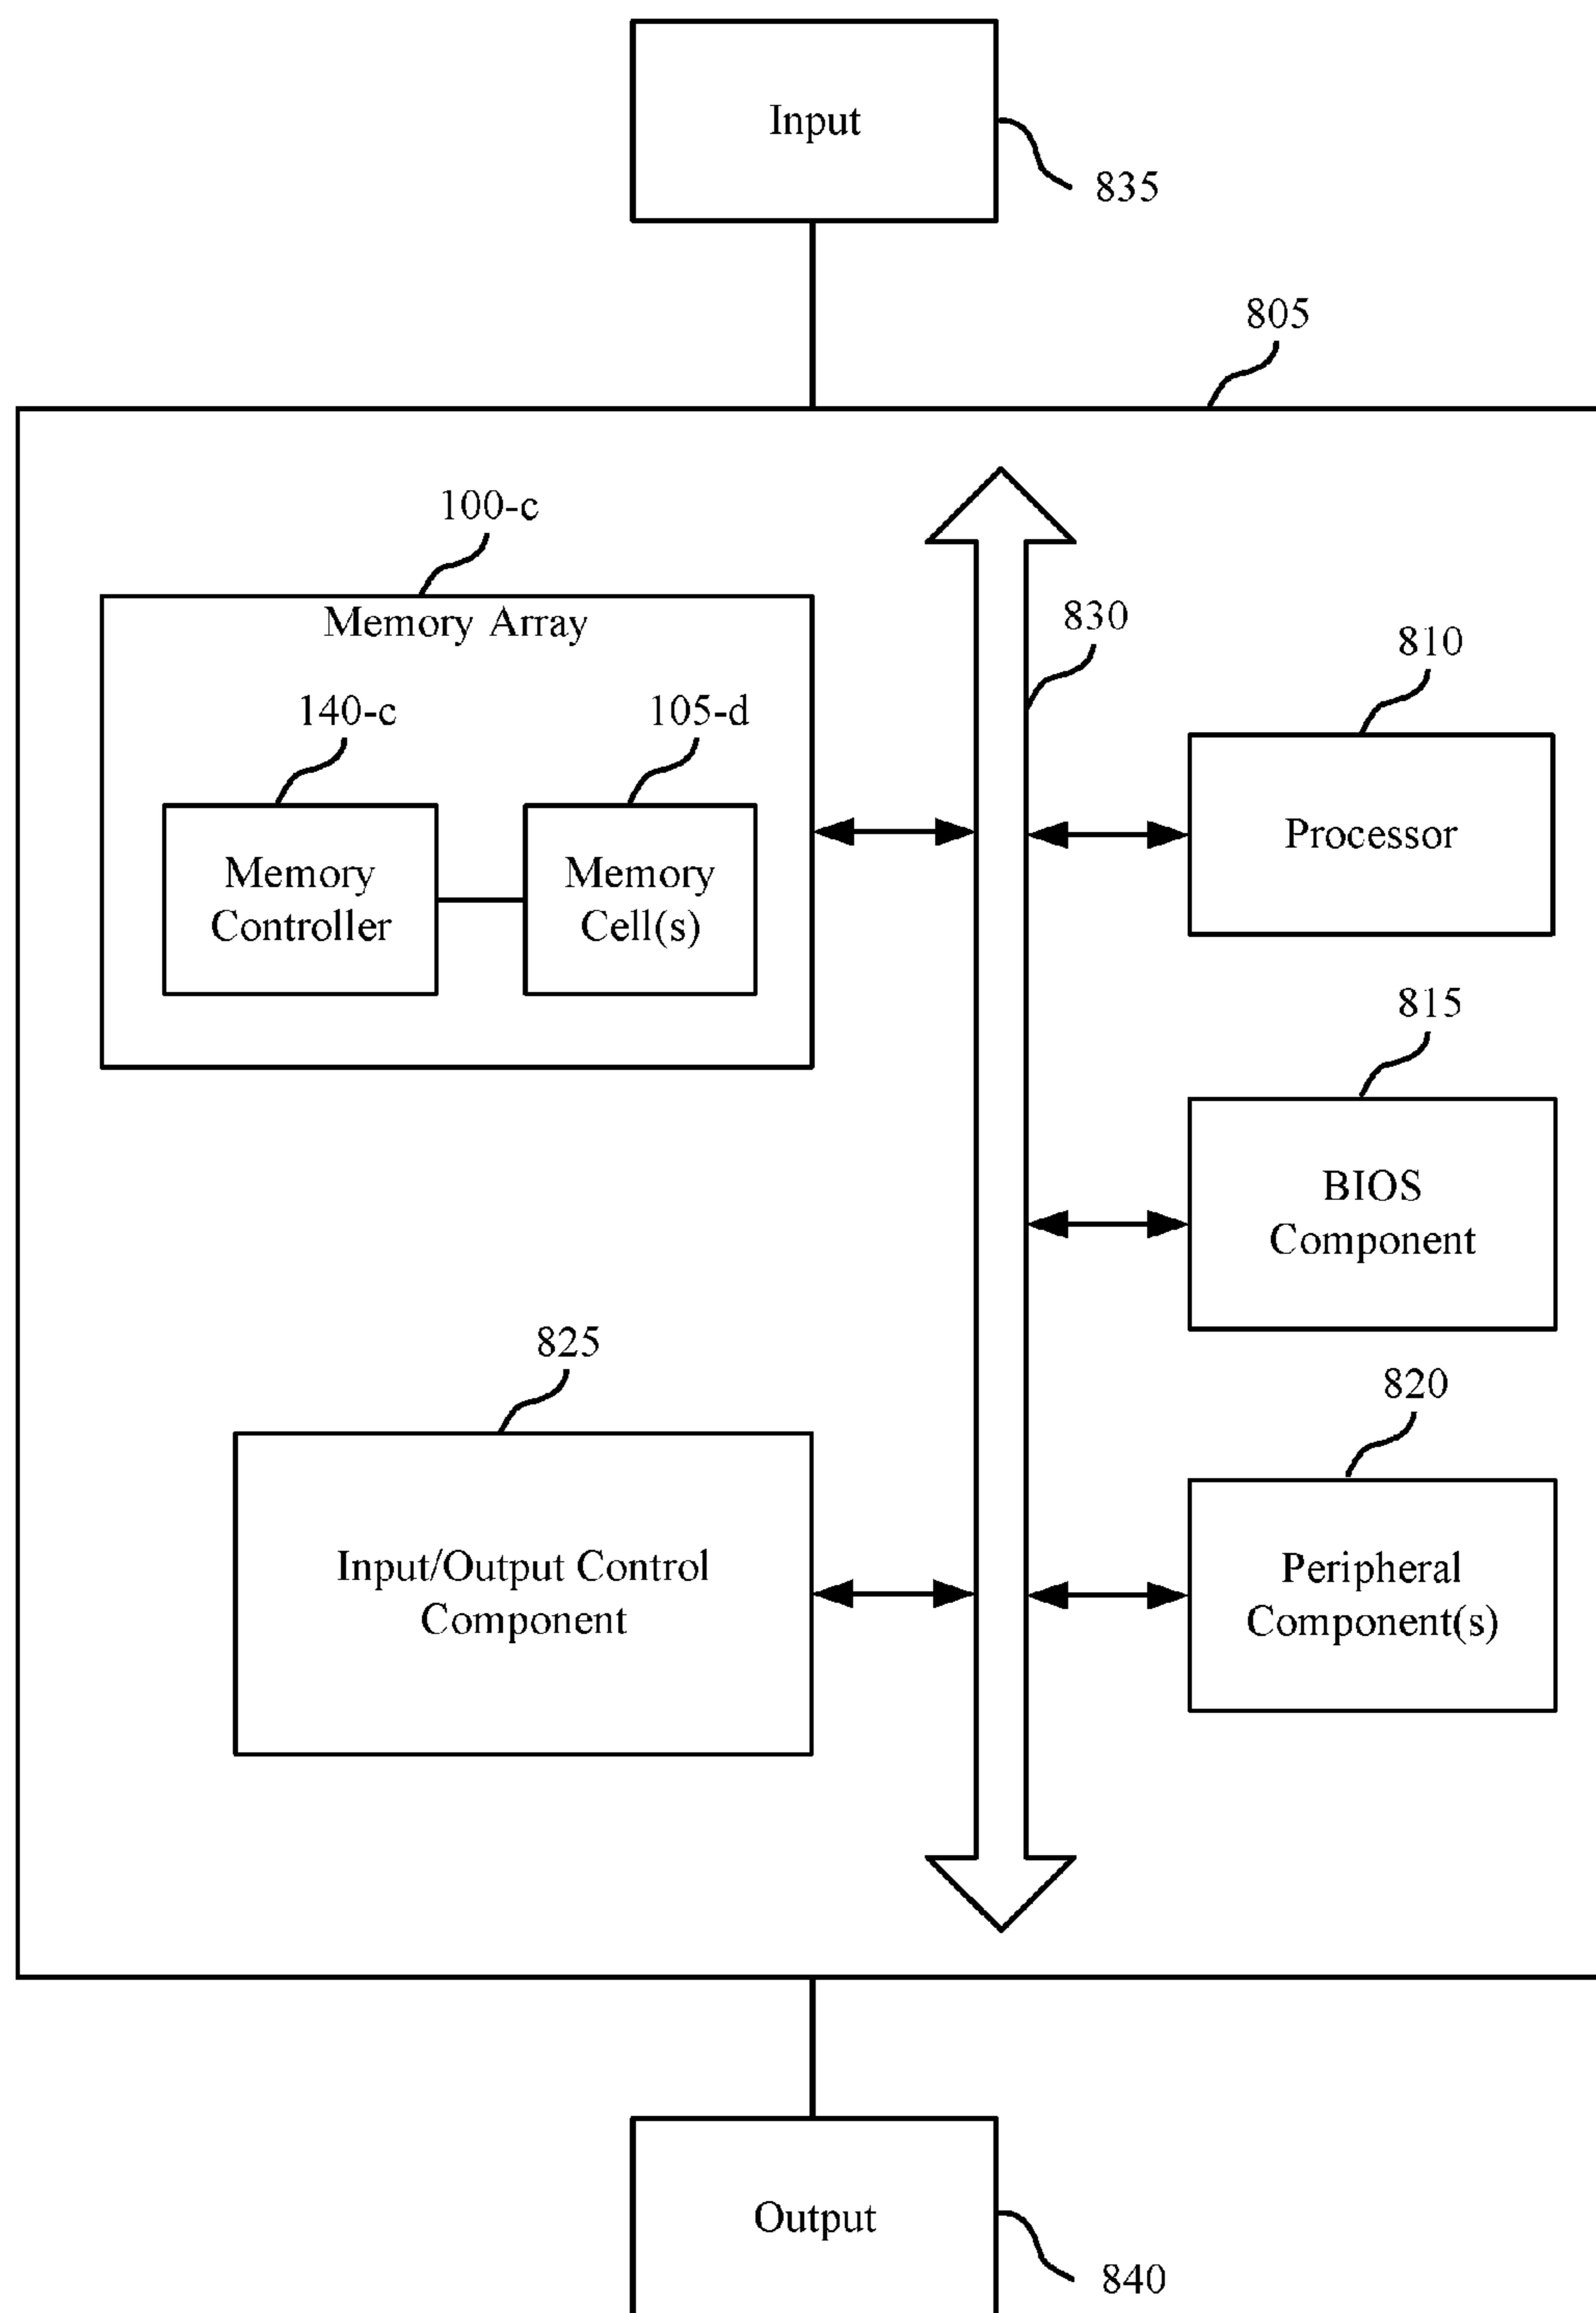 Input
835
805
100-c
Memory Array
830
810
140-c
105-d
Processor
Memory
Controller
Memory
Cell(s)
815
BIOS
Component
825
820
Input/Output Control
Component
Peripheral
Component(s)
Output
840